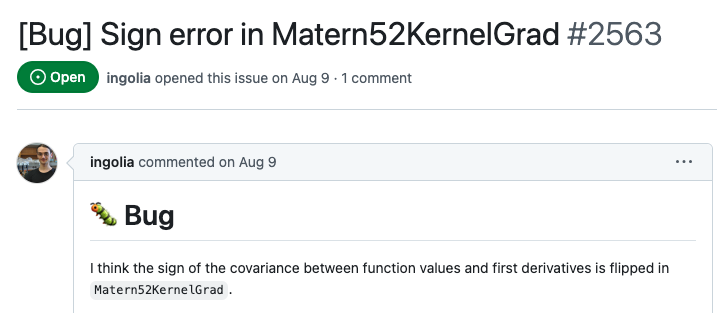 [Bug] Sign error in Matern52KernelGrad #2563
Open ingolia opened this issue on Aug 9 · 1 comment
ingolia commented on Aug 9
Bug
I think the sign of the covariance between function values and first derivatives is flipped in
Matern52KernelGrad.